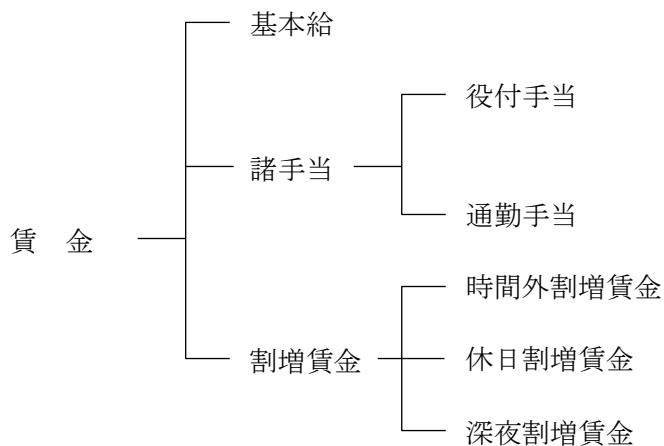 基本給
役付手当
諸手当
通勤手当
賃　金
時間外割増賃金
割増賃金
休日割増賃金
深夜割増賃金